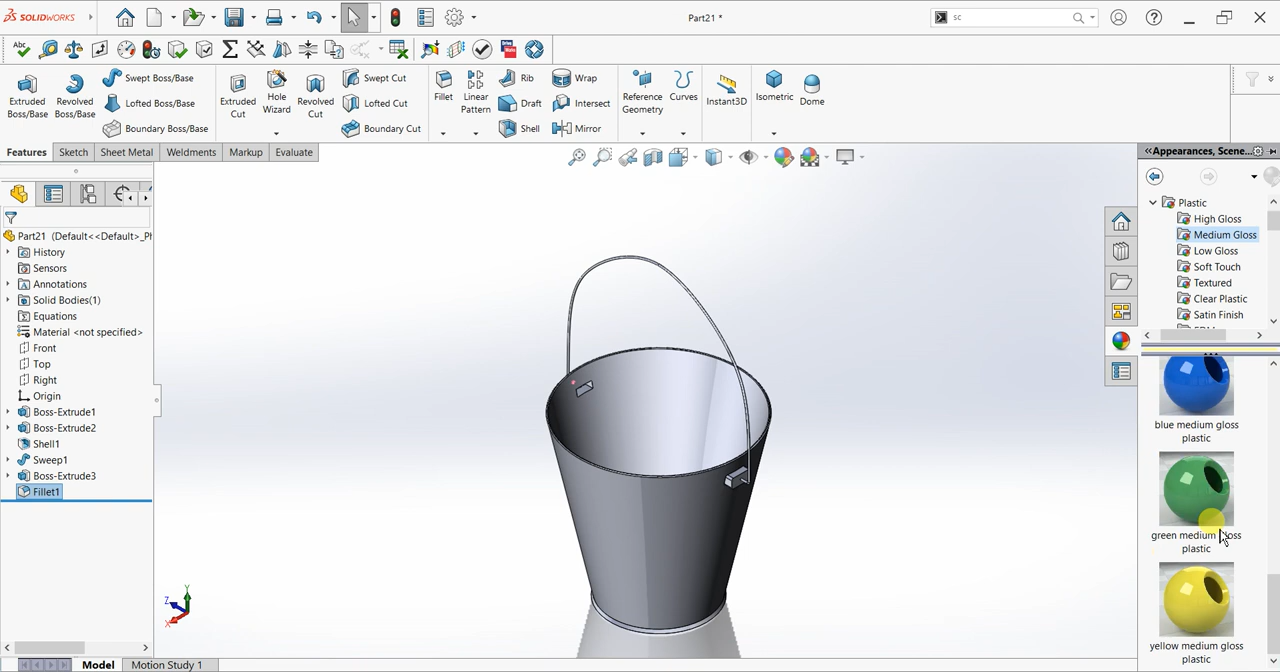 SOLIDWORKS
Part21 *
sc
Extruded
Boss/Base
Revolved
Boss/Base
Swept Boss/Base
Lofted Boss/Base
Boundary Boss/Base
Extruded
Cut
Hole
Wizard
Revolved
Cut
Swept Cut
Lofted Cut
Boundary Cut
Fillet
Linear
Pattern
Rib
Draft
Shell
Wrap
Intersect
Mirror
Reference
Geometry
Curves
Instant3D
Isometric
Dome
Features
Sketch
Sheet Metal
Weldments
Markup
Evaluate
Part21 (Default<<Default>_Ph
History
Sensors
Annotations
Solid Bodies(1)
Equations
Material <not specified>
Front
Top
Right
Origin
Boss-Extrude1
Boss-Extrude2
Shell1
Sweep1
Boss-Extrude3
Fillet1
Y
Z
X
Appearances, Scene...
Plastic
High Gloss
Medium Gloss
Low Gloss
Soft Touch
Textured
Clear Plastic
Satin Finish
blue medium gloss
plastic
green medium gloss
plastic
yellow medium gloss
plastic
Model
Motion Study 1